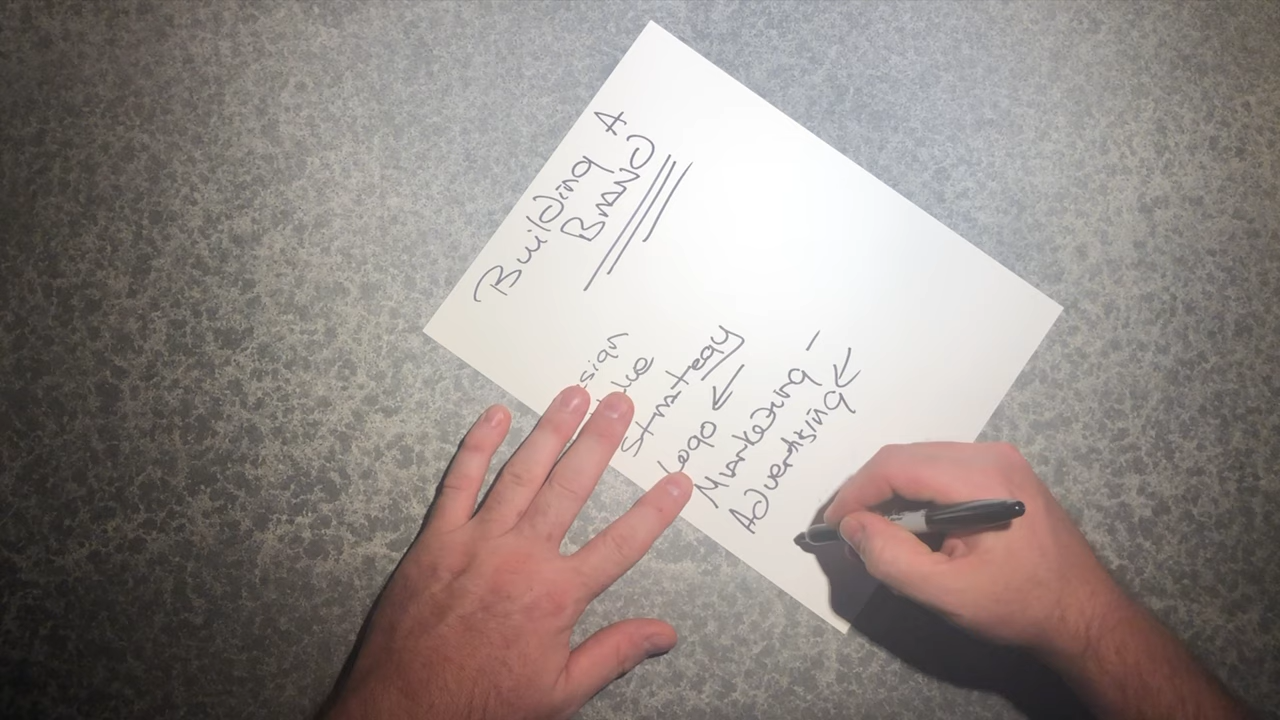 Building A
BRAND
Strategy
Logo
Marketing -
Advertising